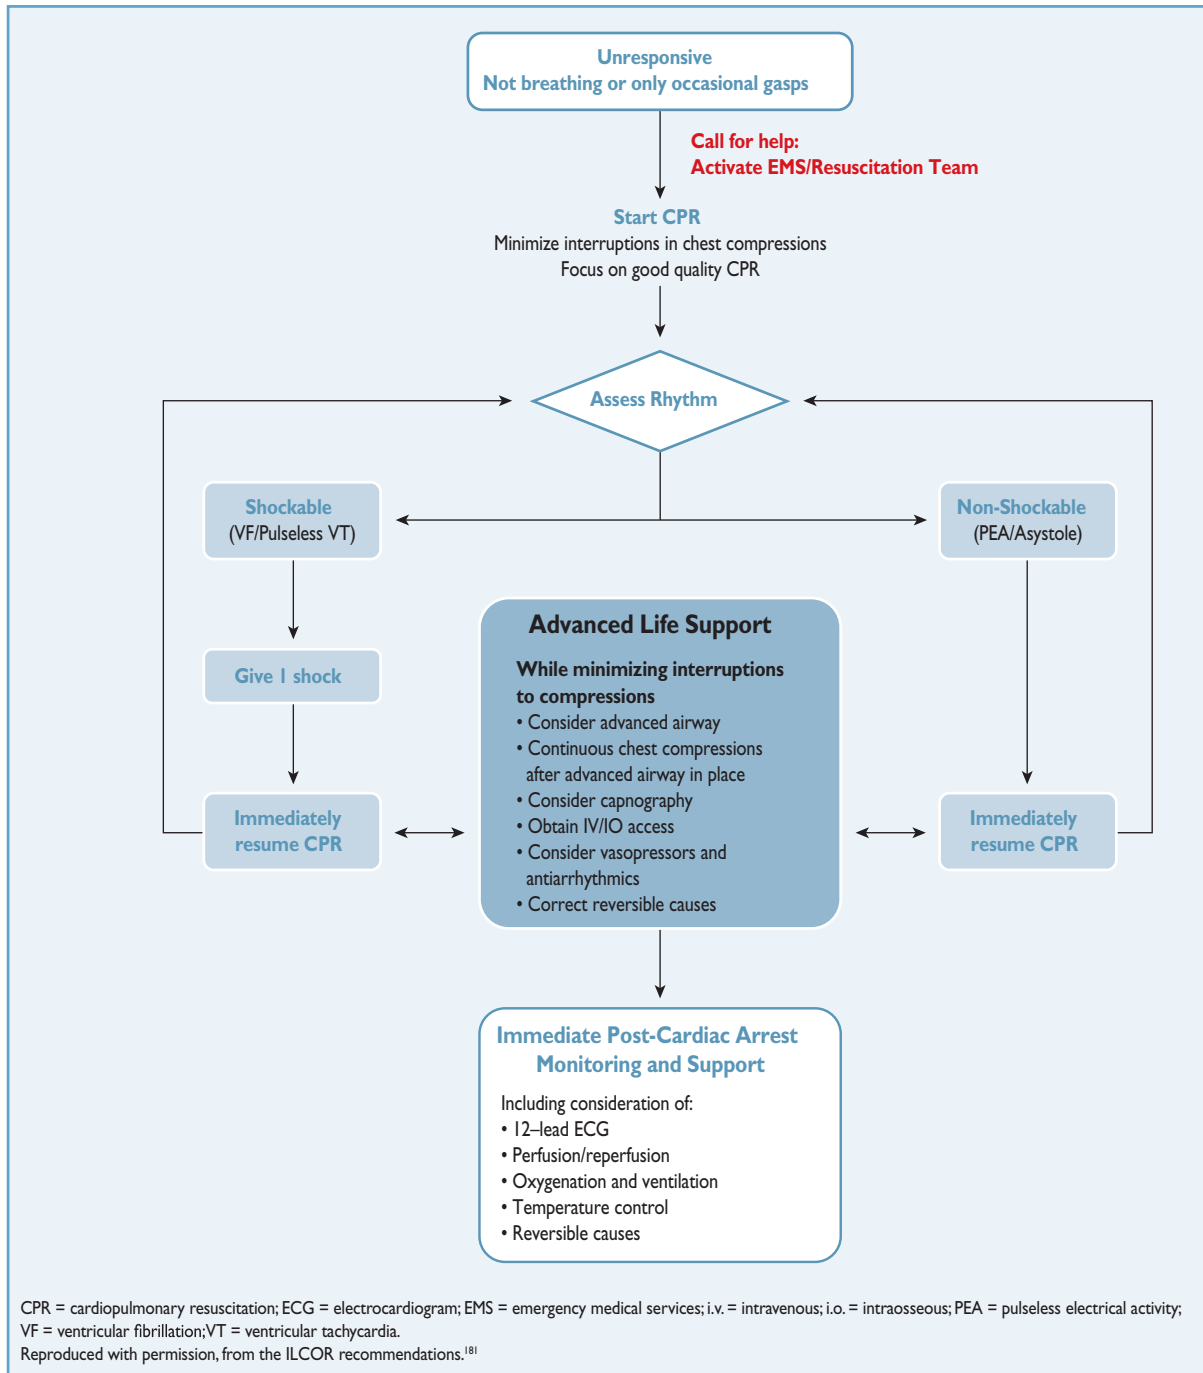 Unresponsive
Not breathing or only occasional gasps
Call for help:
Activate EMS/Resuscitation Team
Start CPR
Minimize interruptions in chest compressions
Focus on good quality CPR
Assess Rhythm
Shockable
(VF/Pulseless VT)
Non-Shockable
(PEA/Asystole)
Give 1 shock
Immediately
resume CPR
Advanced Life Support
While minimizing interruptions
to compressions
• Consider advanced airway
• Continuous chest compressions
after advanced airway in place
• Consider capnography
• Obtain IV/IO access
• Consider vasopressors and
antiarrhythmics
• Correct reversible causes
Immediately
resume CPR
Immediate Post-Cardiac Arrest
Monitoring and Support
Including consideration of:
• 12–lead ECG
• Perfusion/reperfusion
• Oxygenation and ventilation
• Temperature control
• Reversible causes
CPR = cardiopulmonary resuscitation; ECG = electrocardiogram; EMS = emergency medical services; i.v. = intravenous; i.o. = intraosseous; PEA = pulseless electrical activity;
VF = ventricular fibrillation; VT = ventricular tachycardia.
Reproduced with permission, from the ILCOR recommendations.181